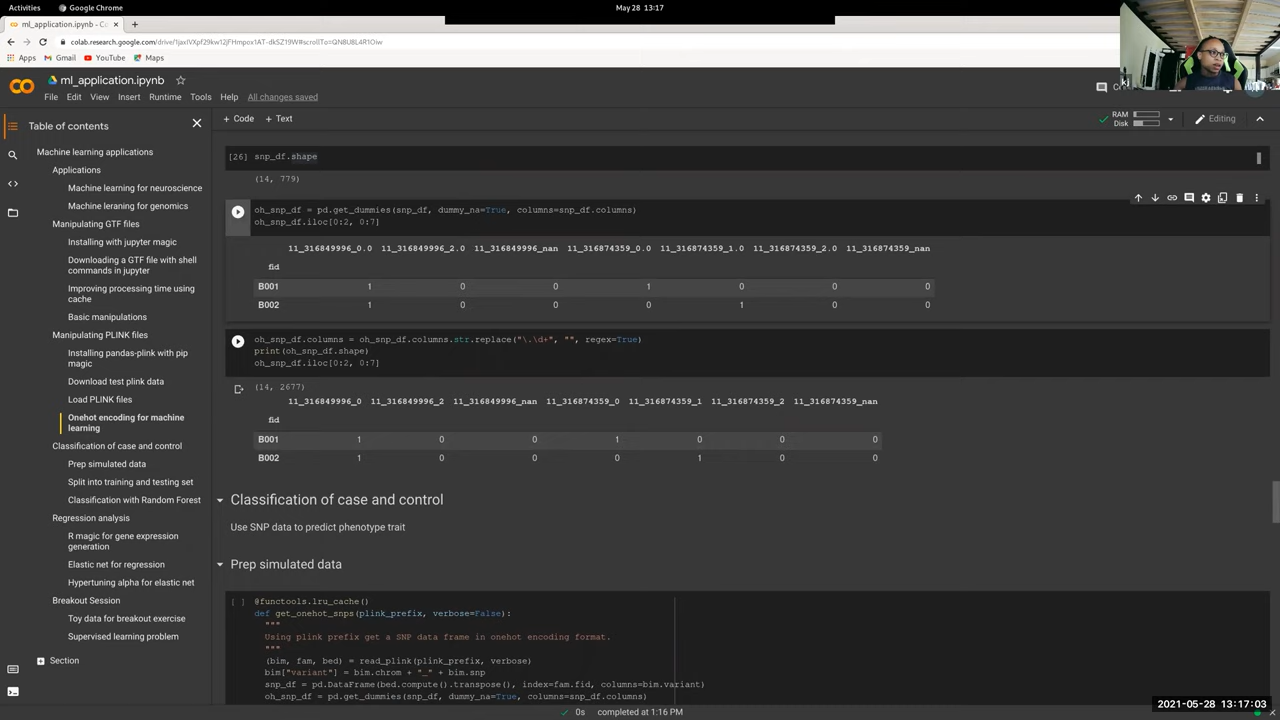 Activities
Google Chrome
May 28 13:17
ml_application.ipynb - Co
colab.research.google.com/drive/1jaxIVXpf29kw12jFHmpox1AT-dkSZ19W#scrollTo=QN8U8L4R1Oiw
Apps
Gmail
YouTube
Maps
ml_application.ipynb
File Edit View Insert Runtime Tools Help All changes saved
kj
Table of contents
+ Code + Text
RAM
Disk
Editing
Machine learning applications
Applications
Machine learning for neuroscience
Machine leraning for genomics
Manipulating GTF files
Installing with jupyter magic
Downloading a GTF file with shell
commands in jupyter
Improving processing time using
cache
Basic manipulations
Manipulating PLINK files
Installing pandas-plink with pip
magic
Download test plink data
Load PLINK files
Onehot encoding for machine
learning
Classification of case and control
Prep simulated data
Split into training and testing set
Classification with Random Forest
Regression analysis
R magic for gene expression
generation
Elastic net for regression
Hypertuning alpha for elastic net
Breakout Session
Toy data for breakout exercise
Supervised learning problem
Section
[26] snp_df.shape
(14, 779)
oh_snp_df = pd.get_dummies(snp_df, dummy_na=True, columns=snp_df.columns)
oh_snp_df.iloc[0:2, 0:7]
11_316849996_0.0 11_316849996_2.0 11_316849996_nan 11_316874359_0.0 11_316874359_1.0 11_316874359_2.0 11_316874359_nan
fid
B001 1 0 0 1 0 0 0
B002 1 0 0 0 1 0 0
oh_snp_df.columns = oh_snp_df.columns.str.replace("\.\d+", "", regex=True)
print(oh_snp_df.shape)
oh_snp_df.iloc[0:2, 0:7]
(14, 2677)
11_316849996_0 11_316849996_2 11_316849996_nan 11_316874359_0 11_316874359_1 11_316874359_2 11_316874359_nan
fid
B001 1 0 0 1 0 0 0
B002 1 0 0 0 1 0 0
Classification of case and control
Use SNP data to predict phenotype trait
Prep simulated data
[ ] @functools.lru_cache()
def get_onehot_snps(plink_prefix, verbose=False):
"""
Using plink prefix get a SNP data frame in onehot encoding format.
"""
(bim, fam, bed) = read_plink(plink_prefix, verbose)
bim["variant"] = bim.chrom + "_" + bim.snp
snp_df = pd.DataFrame(bed.compute().transpose(), index=fam.fid, columns=bim.variant)
oh_snp_df = pd.get_dummies(snp_df, dummy_na=True, columns=snp_df.columns)
0s completed at 1:16 PM
2021-05-28 13:17:03